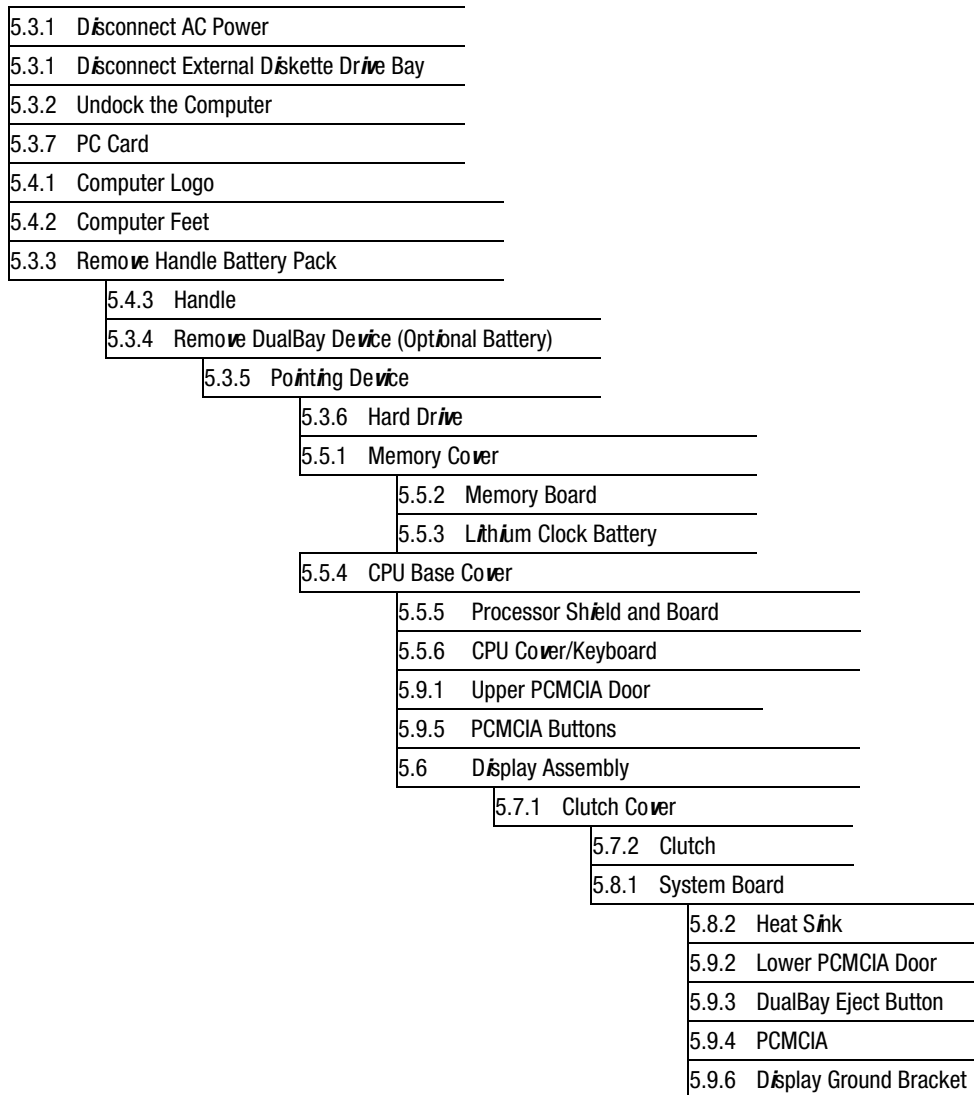 5.3.1 Disconnect AC Power
5.3.1 Disconnect External Diskette Drive Bay
5.3.2 Undock the Computer
5.3.7 PC Card
5.4.1 Computer Logo
5.4.2 Computer Feet
5.3.3 Remove Handle Battery Pack
5.4.3 Handle
5.3.4 Remove DualBay Device (Optional Battery)
5.3.5 Pointing Device
5.3.6 Hard Drive
5.5.1 Memory Cover
5.5.2 Memory Board
5.5.3 Lithium Clock Battery
5.5.4 CPU Base Cover
5.5.5 Processor Shield and Board
5.5.6 CPU Cover/Keyboard
5.9.1 Upper PCMCIA Door
5.9.5 PCMCIA Buttons
5.6 Display Assembly
5.7.1 Clutch Cover
5.7.2 Clutch
5.8.1 System Board
5.8.2 Heat Sink
5.9.2 Lower PCMCIA Door
5.9.3 DualBay Eject Button
5.9.4 PCMCIA
5.9.6 Display Ground Bracket